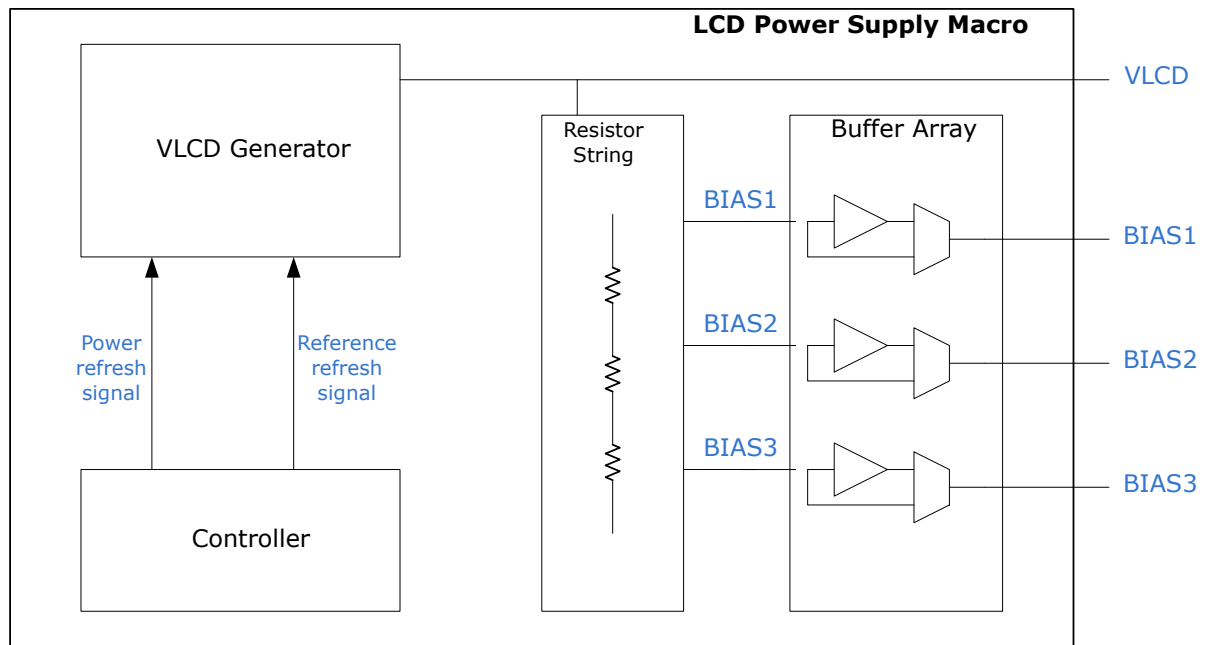 LCD Power Supply Macro
VLCD
VLCD Generator
Resistor
String
Buffer Array
BIAS1
BIAS1
Power
refresh
signal
Reference
refresh
signal
BIAS2
BIAS2
BIAS3
BIAS3
Controller